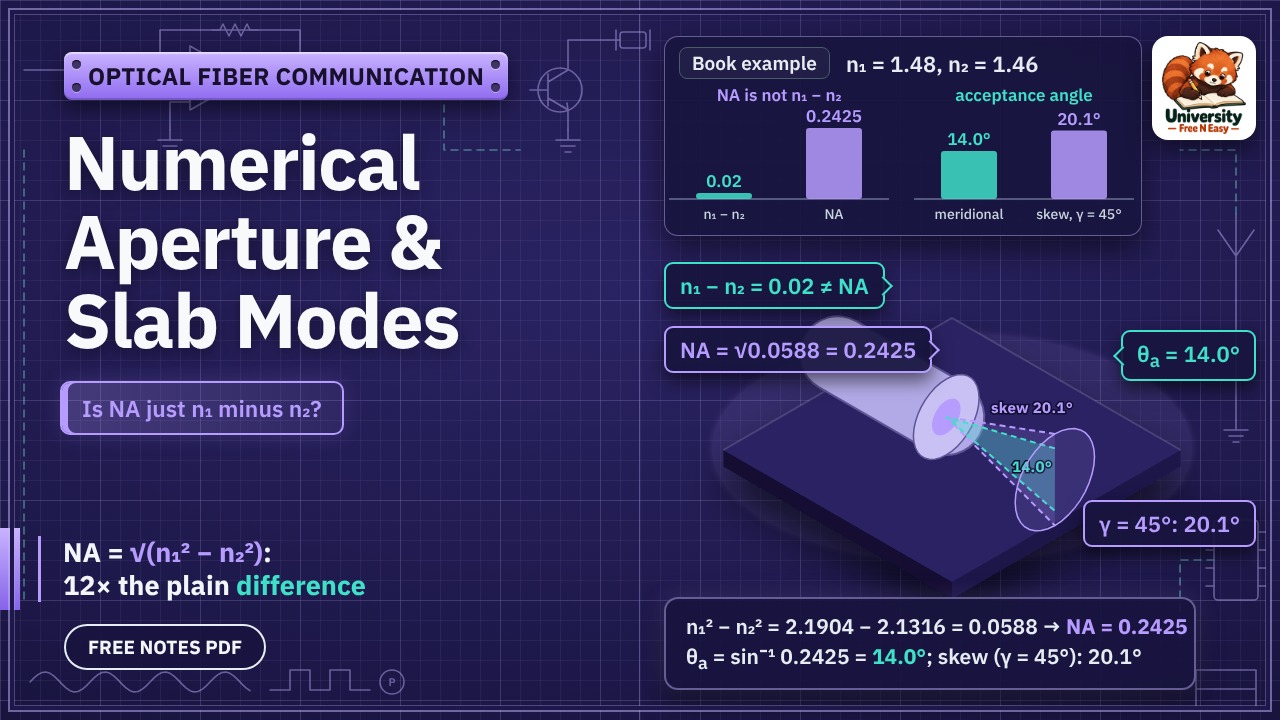 OPTICAL FIBER COMMUNICATION
Numerical
Aperture &
Slab Modes
Is NA just n₁ minus n₂?
NA = √(n₁² − n₂²):
12× the plain difference
FREE NOTES PDF
P
Book example
n₁ = 1.48, n₂ = 1.46
NA is not n₁ − n₂
acceptance angle
0.02
0.2425
14.0°
20.1°
n₁ − n₂
NA
meridional
skew, γ = 45°
University
Free N Easy
n₁ − n₂ = 0.02 ≠ NA
NA = √0.0588 = 0.2425
θₐ = 14.0°
skew 20.1°
14.0°
γ = 45°: 20.1°
n₁² − n₂² = 2.1904 − 2.1316 = 0.0588 → NA = 0.2425
θₐ = sin⁻¹ 0.2425 = 14.0°; skew (γ = 45°): 20.1°